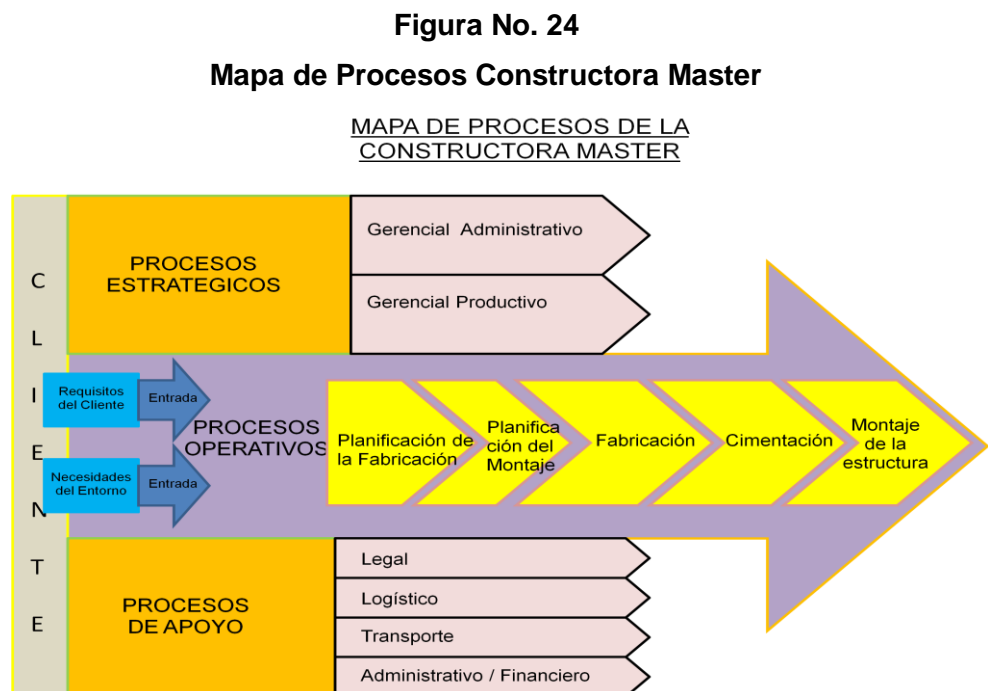 Figura No. 24
Mapa de Procesos Constructora Master
MAPA DE PROCESOS DE LA
CONSTRUCTORA MASTER
C
L
I
E
N
T
E
PROCESOS
ESTRATEGICOS
Gerencial Administrativo
Gerencial Productivo
Requisitos
del Cliente
Entrada
Necesidades
del Entorno
Entrada
PROCESOS
OPERATIVOS
Planificación de
la Fabricación
Planifica
ción del
Montaje
Fabricación
Cimentación
Montaje
de la
estructura
PROCESOS
DE APOYO
Legal
Logístico
Transporte
Administrativo / Financiero